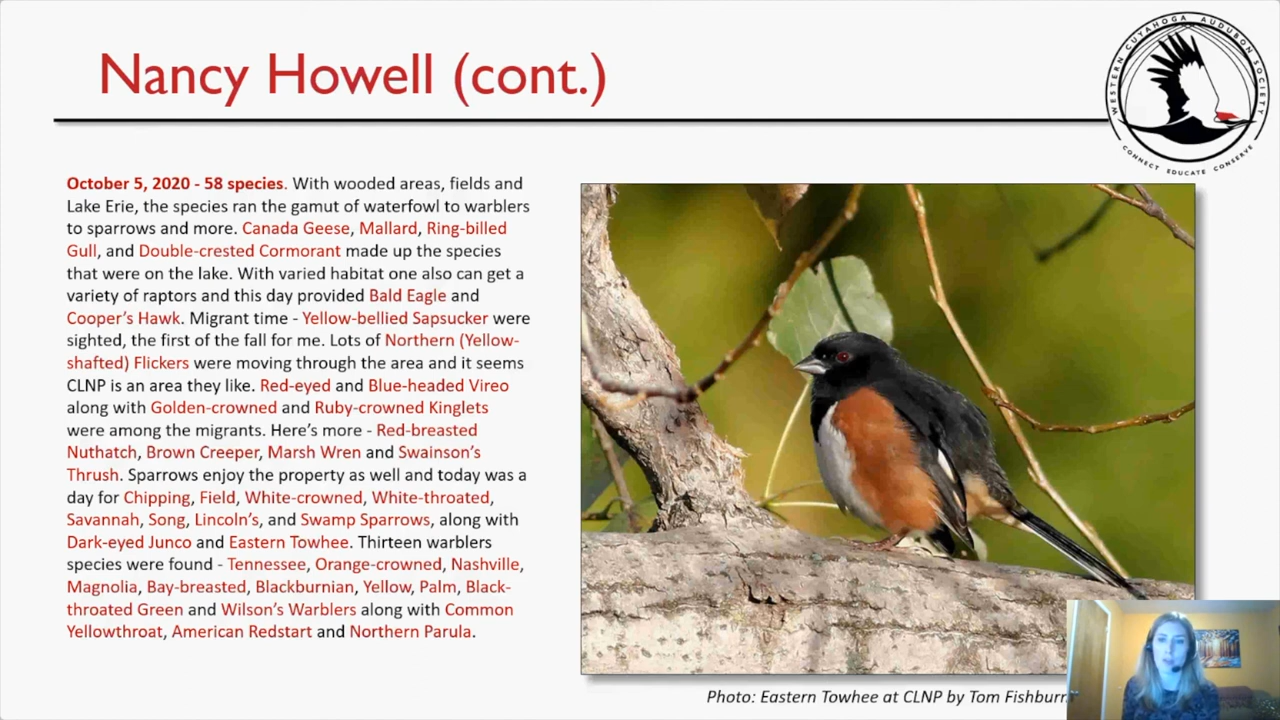 Nancy Howell (cont.)
WESTERN CUYAHOGA AUDUBON SOCIETY
CONNECT EDUCATE CONSERVE
October 5, 2020 - 58 species. With wooded areas, fields and
Lake Erie, the species ran the gamut of waterfowl to warblers
to sparrows and more. Canada Geese, Mallard, Ring-billed
Gull, and Double-crested Cormorant made up the species
that were on the lake. With varied habitat one also can get a
variety of raptors and this day provided Bald Eagle and
Cooper's Hawk. Migrant time - Yellow-bellied Sapsucker were
sighted, the first of the fall for me. Lots of Northern (Yellow-
shafted) Flickers were moving through the area and it seems
CLNP is an area they like. Red-eyed and Blue-headed Vireo
along with Golden-crowned and Ruby-crowned Kinglets
were among the migrants. Here's more - Red-breasted
Nuthatch, Brown Creeper, Marsh Wren and Swainson's
Thrush. Sparrows enjoy the property as well and today was a
day for Chipping, Field, White-crowned, White-throated,
Savannah, Song, Lincoln's, and Swamp Sparrows, along with
Dark-eyed Junco and Eastern Towhee. Thirteen warblers
species were found - Tennessee, Orange-crowned, Nashville,
Magnolia, Bay-breasted, Blackburnian, Yellow, Palm, Black-
throated Green and Wilson's Warblers along with Common
Yellowthroat, American Redstart and Northern Parula.
Photo: Eastern Towhee at CLNP by Tom Fishburn